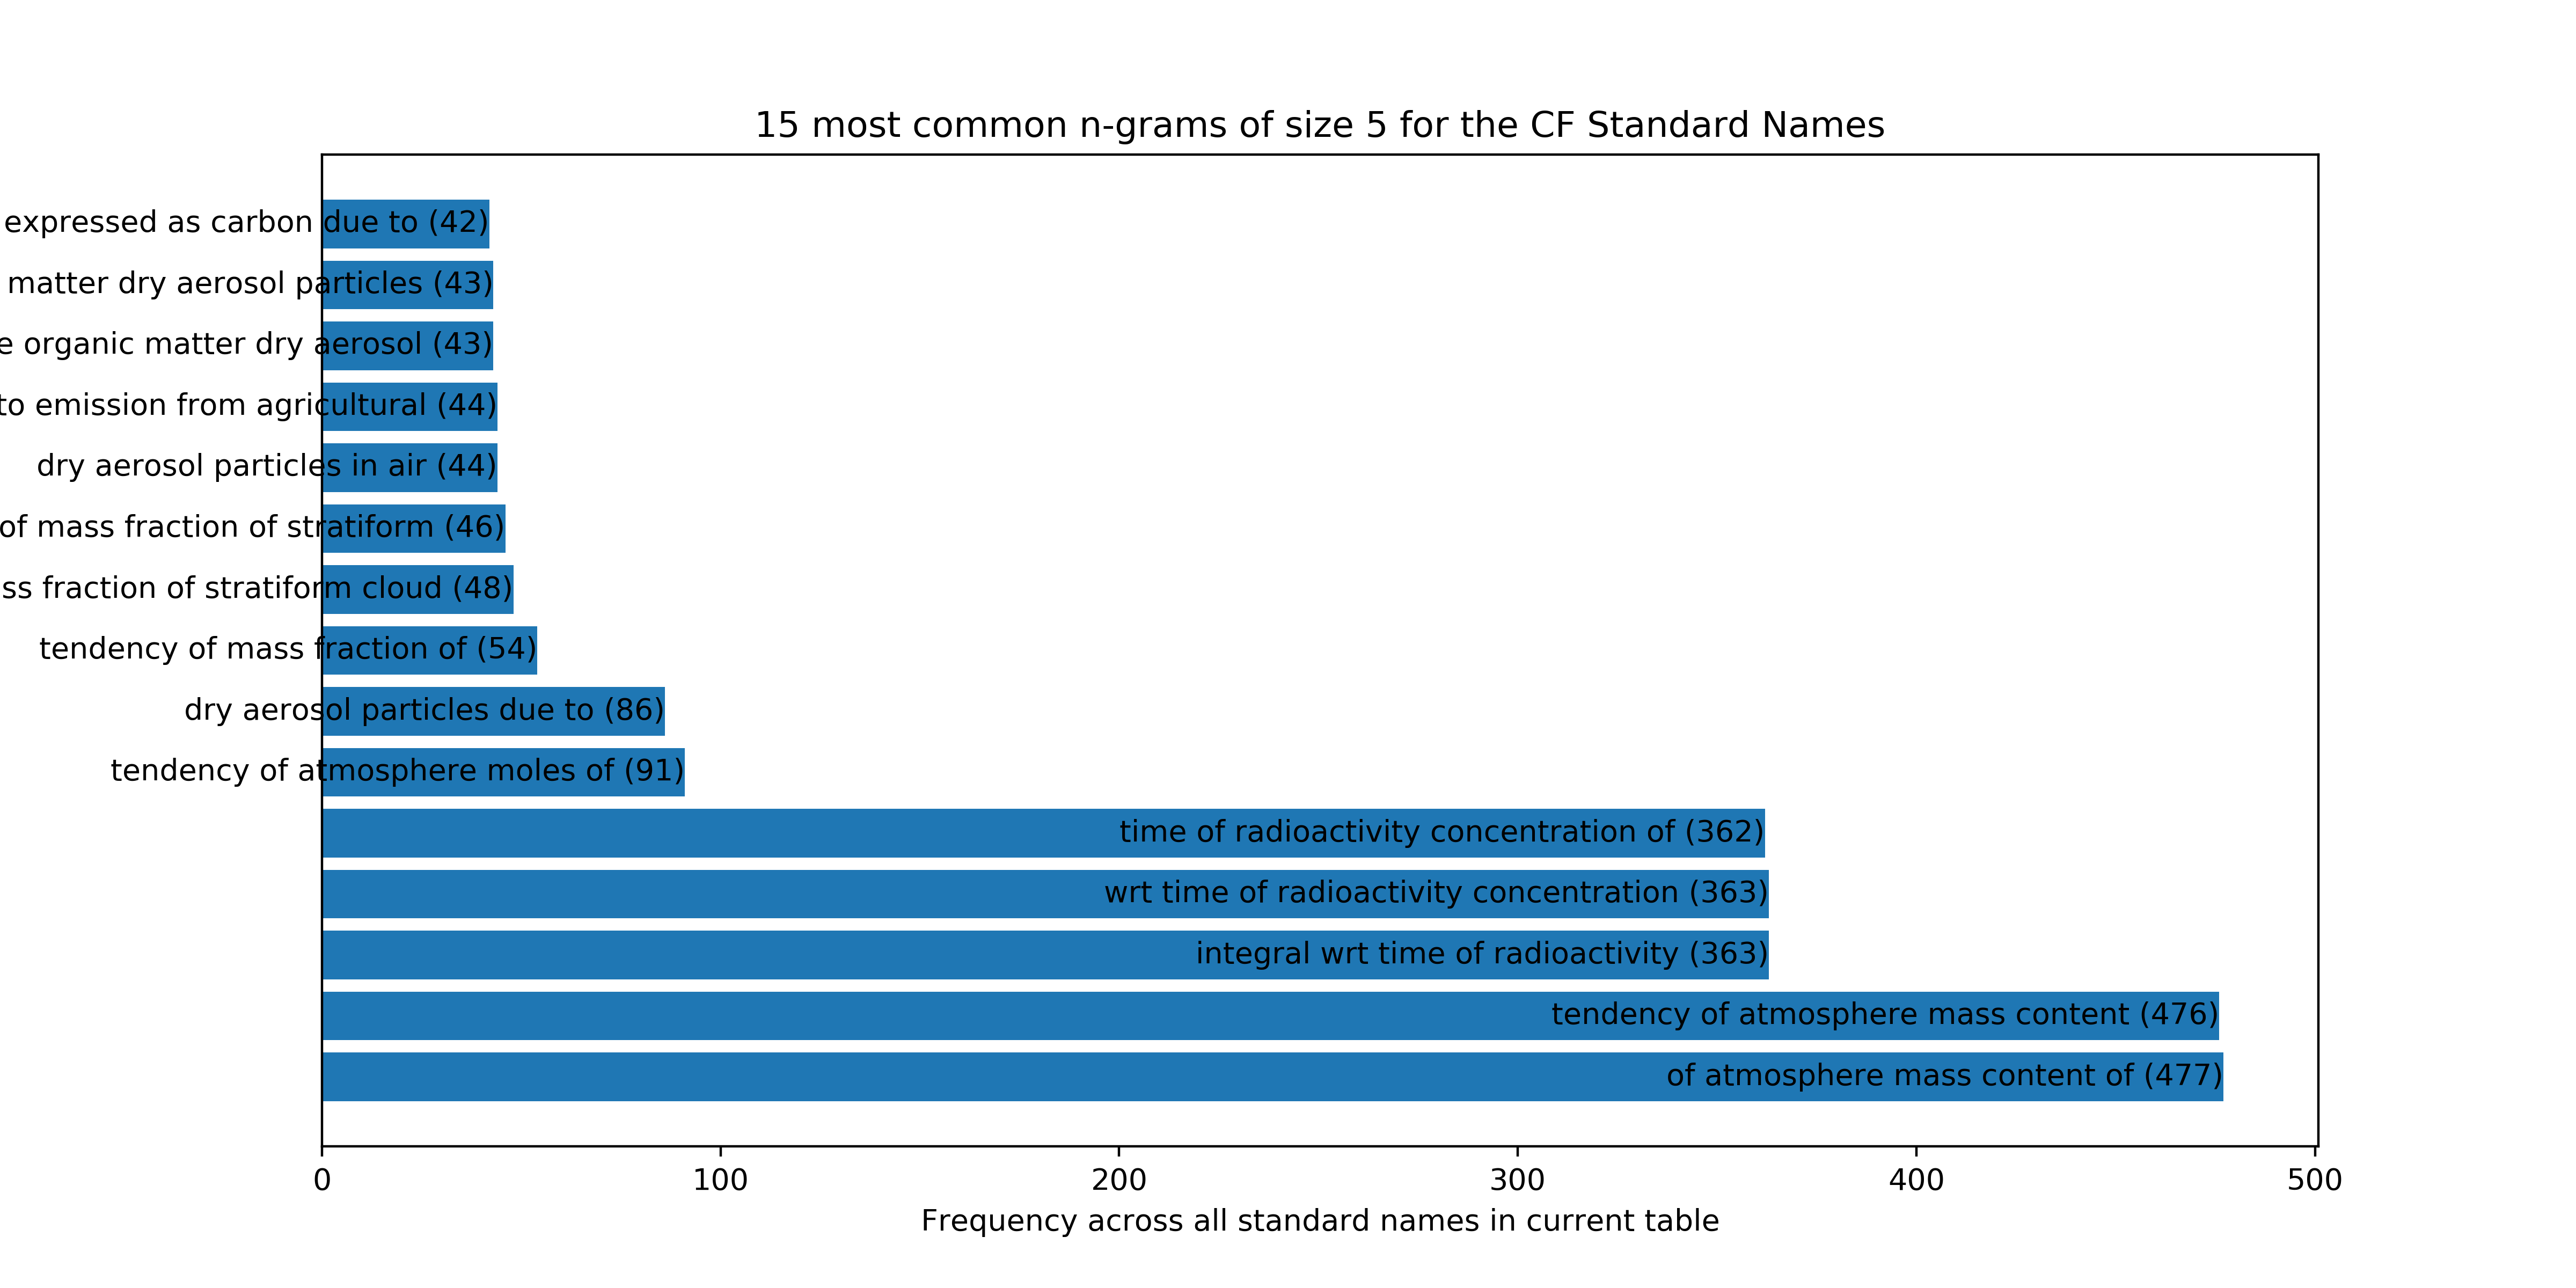 15 most common n-grams of size 5 for the CF Standard Names
expressed as carbon due to (42)
matter dry aerosol particles (43)
organic matter dry aerosol (43)
to emission from agricultural (44)
dry aerosol particles in air (44)
of mass fraction of stratiform (46)
fraction of stratiform cloud (48)
tendency of mass fraction of (54)
dry aerosol particles due to (86)
tendency of atmosphere moles of (91)
time of radioactivity concentration of (362)
wrt time of radioactivity concentration (363)
integral wrt time of radioactivity (363)
tendency of atmosphere mass content (476)
of atmosphere mass content of (477)
0 100 200 300 400 500
Frequency across all standard names in current table